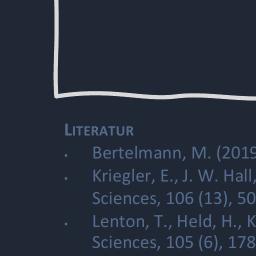 LITERATUR
• Bertelmann, M. (2019
• Kriegler, E., J. W. Hall,
Sciences, 106 (13), 50
• Lenton, T., Held, H., K
Sciences, 105 (6), 178